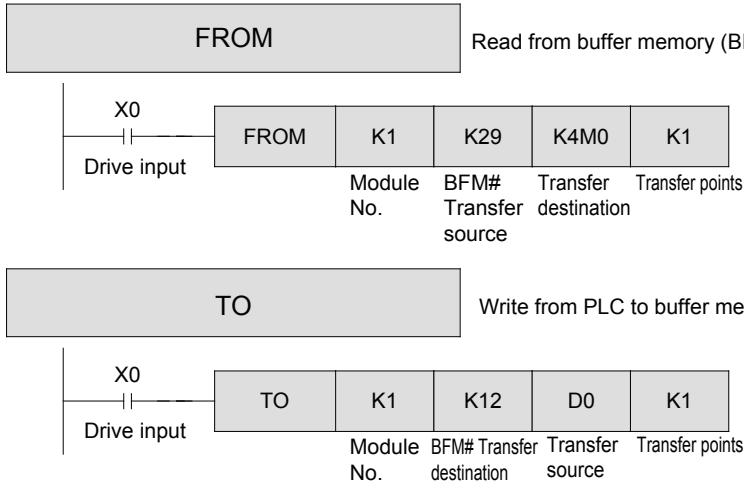 FROM
Read from buffer memory (
X0
FROM K1 K29 K4M0 K1
Drive input
Module No.
BFM# Transfer source
Transfer destination
Transfer points
TO
Write from PLC to buffer
X0
TO K1 K12 D0 K1
Drive input
Module No.
BFM# Transfer destination
Transfer source
Transfer points